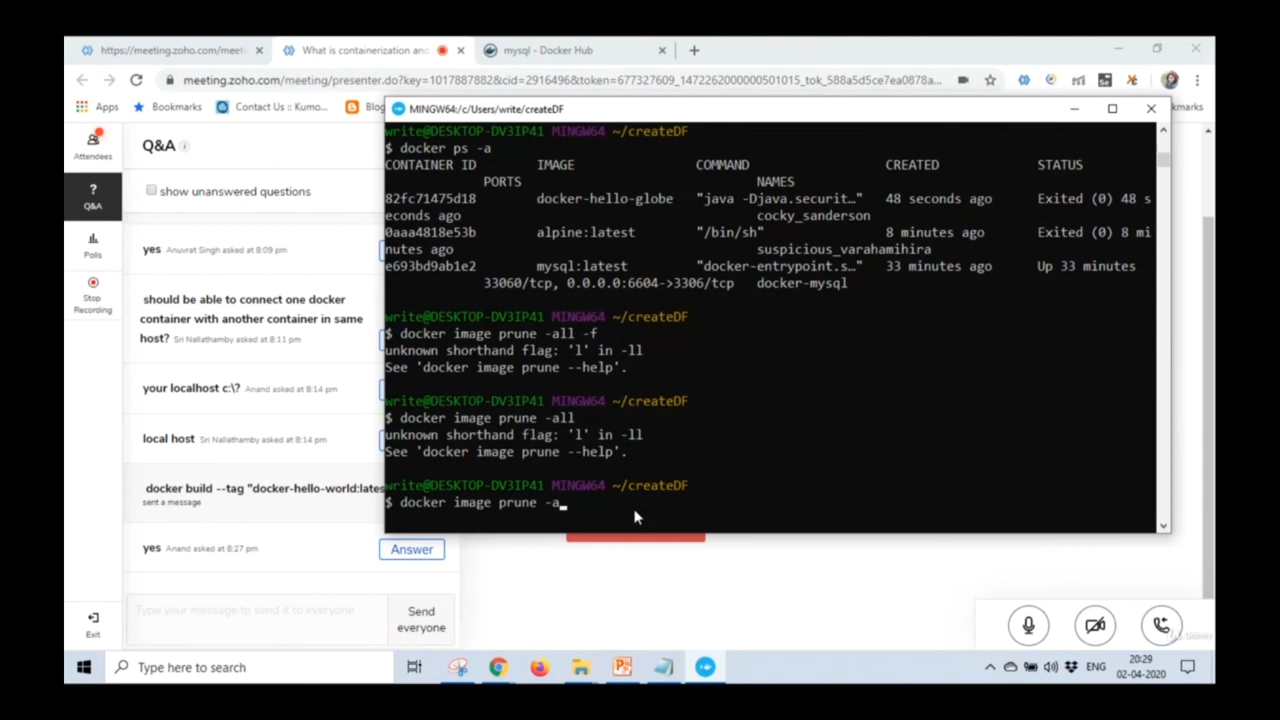 https://meeting.zoho.com/meeti
What is containerization and
mysql - Docker Hub
meeting.zoho.com/meeting/presenter.do?key=1017887882&cid=2916496&token=677327609_1472262000000501015_tok_588a5d5ce7ea0878a...
Apps
Bookmarks
Contact Us :: Kumo...
Blog
kmarks
MINGW64:/c/Users/write/createDF
Attendees
Q&A
Polls
Stop
Recording
Exit
Q&A
show unanswered questions
yes Anuvrat Singh asked at 8:09 pm
should be able to connect one docker
container with another container in same
host? Sri Nallathamby asked at 8:11 pm
your localhost c:\? Anand asked at 8:14 pm
local host Sri Nallathamby asked at 8:14 pm
docker build --tag "docker-hello-world:lates
sent a message
yes Anand asked at 8:27 pm
Answer
Type your message to send it to everyone
Send
everyone
write@DESKTOP-DV3IP41 MINGW64 ~/createDF
$ docker ps -a
CONTAINER ID IMAGE COMMAND CREATED STATUS
PORTS NAMES
82fc71475d18 docker-hello-globe "java -Djava.securit…" 48 seconds ago Exited (0) 48 s
econds ago cocky_sanderson
0aaa4818e53b alpine:latest "/bin/sh" 8 minutes ago Exited (0) 8 mi
nutes ago suspicious_varahamihira
e693bd9ab1e2 mysql:latest "docker-entrypoint.s…" 33 minutes ago Up 33 minutes
33060/tcp, 0.0.0.0:6604->3306/tcp docker-mysql
write@DESKTOP-DV3IP41 MINGW64 ~/createDF
$ docker image prune -all -f
unknown shorthand flag: 'l' in -ll
See 'docker image prune --help'.
write@DESKTOP-DV3IP41 MINGW64 ~/createDF
$ docker image prune -all
unknown shorthand flag: 'l' in -ll
See 'docker image prune --help'.
write@DESKTOP-DV3IP41 MINGW64 ~/createDF
$ docker image prune -a
Type here to search
ENG
20:29
02-04-2020